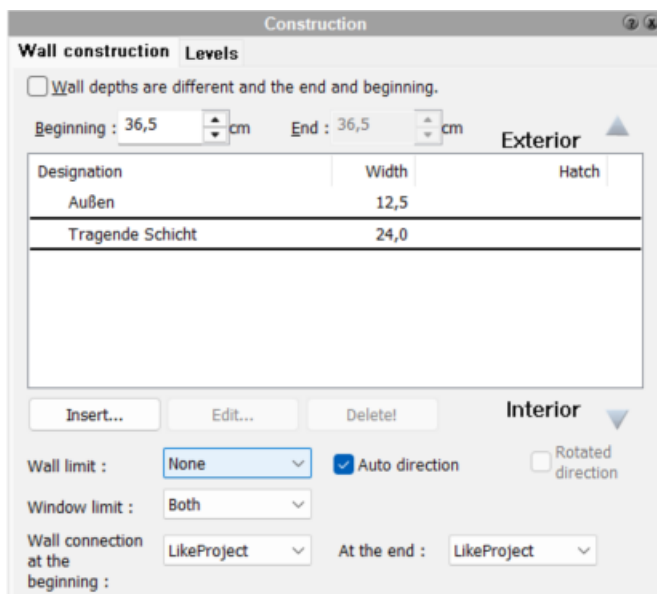 Construction
Wall construction Levels
Wall depths are different and the end and beginning.
Beginning : 36,5 cm End : 36,5 cm
Exterior
Designation Width Hatch
Außen 12,5
Tragende Schicht 24,0
Insert... Edit... Delete! Interior
Wall limit : None Auto direction Rotated
direction
Window limit : Both
Wall connection
at the
beginning : LikeProject At the end : LikeProject